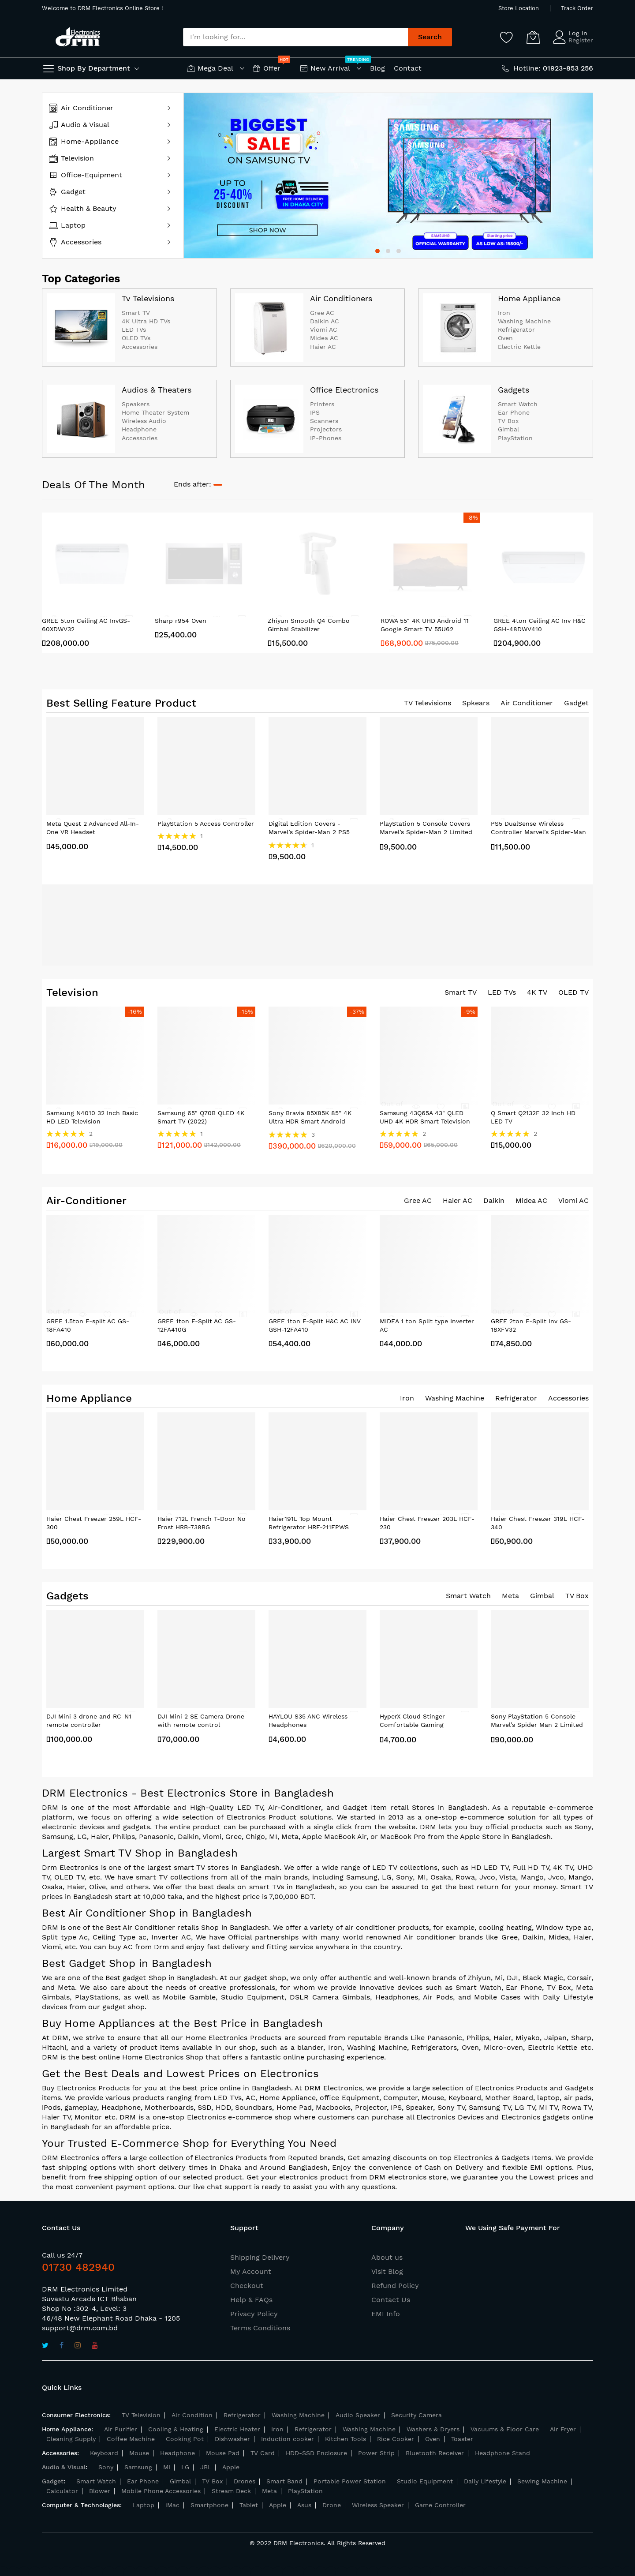 Welcome to DRM Electronics Online Store !
Store Location | Track Order
drm Electronics
I'm looking for...
Search
Log In
Register
Shop By Department
Mega Deal
HOT
Offer
TRENDING
New Arrival
Blog
Contact
Hotline: 01923-853 256
Air Conditioner
Audio & Visual
Home-Appliance
Television
Office-Equipment
Gadget
Health & Beauty
Laptop
Accessories
BIGGEST SALE
ON SAMSUNG TV
UP TO
25-40%
DISCOUNT
FREE
HOME DELIVERY
IN DHAKA CITY
SHOP NOW
SAMSUNG
OFFICIAL WARRANTY
AS LOW AS: 15500/-
Top Categories
Tv Televisions
Smart TV
4K Ultra HD TVs
LED TVs
OLED TVs
Accessories
Air Conditioners
Gree AC
Daikin AC
Viomi AC
Midea AC
Haier AC
Home Appliance
Iron
Washing Machine
Refrigerator
Oven
Electric Kettle
Audios & Theaters
Speakers
Home Theater System
Wireless Audio
Headphone
Accessories
Office Electronics
Printers
IPS
Scanners
Projectors
IP-Phones
Gadgets
Smart Watch
Ear Phone
TV Box
Gimbal
PlayStation
Deals Of The Month
Ends after:
GREE 5ton Ceiling AC InvGS-60XDWV32
208,000.00
Sharp r954 Oven
25,400.00
Zhiyun Smooth Q4 Combo Gimbal Stabilizer
15,500.00
-8%
ROWA 55" 4K UHD Android 11 Google Smart TV 55U62
68,900.00 75,000.00
GREE 4ton Ceiling AC Inv H&C GSH-48DWV410
204,900.00
Best Selling Feature Product
TV Televisions Spkears Air Conditioner Gadget
Meta Quest 2 Advanced All-In-One VR Headset
45,000.00
PlayStation 5 Access Controller
1
14,500.00
Digital Edition Covers - Marvel's Spider-Man 2 PS5
1
9,500.00
PlayStation 5 Console Covers Marvel's Spider-Man 2 Limited
9,500.00
PS5 DualSense Wireless Controller Marvel's Spider-Man
11,500.00
Television
Smart TV LED TVs 4K TV OLED TV
-16%
Samsung N4010 32 Inch Basic HD LED Television
2
16,000.00 19,000.00
-15%
Samsung 65" Q70B QLED 4K Smart TV (2022)
1
121,000.00 142,000.00
-37%
Sony Bravia 85X85K 85" 4K Ultra HDR Smart Android
3
390,000.00 620,000.00
-9%
Samsung 43Q65A 43" QLED UHD 4K HDR Smart Television
2
59,000.00 65,000.00
Q Smart Q2132F 32 Inch HD LED TV
2
15,000.00
Air-Conditioner
Gree AC Haier AC Daikin Midea AC Viomi AC
GREE 1.5ton F-split AC GS-18FA410
60,000.00
GREE 1ton F-Split AC GS-12FA410G
46,000.00
GREE 1ton F-Split H&C AC INV GSH-12FA410
54,400.00
MIDEA 1 ton Split type Inverter AC
44,000.00
GREE 2ton F-Split Inv GS-18XFV32
74,850.00
Home Appliance
Iron Washing Machine Refrigerator Accessories
Haier Chest Freezer 259L HCF-300
50,000.00
Haier 712L French T-Door No Frost HRB-738BG
229,900.00
Haier191L Top Mount Refrigerator HRF-211EPWS
33,900.00
Haier Chest Freezer 203L HCF-230
37,900.00
Haier Chest Freezer 319L HCF-340
50,900.00
Gadgets
Smart Watch Meta Gimbal TV Box
DJI Mini 3 drone and RC-N1 remote controller
100,000.00
DJI Mini 2 SE Camera Drone with remote control
70,000.00
HAYLOU S35 ANC Wireless Headphones
4,600.00
HyperX Cloud Stinger Comfortable Gaming
4,700.00
Sony PlayStation 5 Console Marvel's Spider Man 2 Limited
90,000.00
DRM Electronics - Best Electronics Store in Bangladesh
DRM is one of the most Affordable and High-Quality LED TV, Air-Conditioner, and Gadget Item retail Stores in Bangladesh. As a reputable e-commerce
platform, we focus on offering a wide selection of Electronics Product solutions. We started in 2013 as a one-stop e-commerce solution for all types of
electronic devices and gadgets. The entire product can be purchased with a single click from the website. DRM lets you buy official products such as Sony,
Samsung, LG, Haier, Philips, Panasonic, Daikin, Viomi, Gree, Chigo, MI, Meta, Apple MacBook Air, or MacBook Pro from the Apple Store in Bangladesh.
Largest Smart TV Shop in Bangladesh
Drm Electronics is one of the largest smart TV stores in Bangladesh. We offer a wide range of LED TV collections, such as HD LED TV, Full HD TV, 4K TV, UHD
TV, OLED TV, etc. We have smart TV collections from all of the main brands, including Samsung, LG, Sony, MI, Osaka, Rowa, Jvco, Vista, Mango, Jvco, Mango,
Osaka, Haier, Olive, and others. We offer the best deals on smart TVs in Bangladesh, so you can be assured to get the best return for your money. Smart TV
prices in Bangladesh start at 10,000 taka, and the highest price is 7,00,000 BDT.
Best Air Conditioner Shop in Bangladesh
DRM is one of the Best Air Conditioner retails Shop in Bangladesh. We offer a variety of air conditioner products, for example, cooling heating, Window type ac,
Split type Ac, Ceiling Type ac, Inverter AC, We have Official partnerships with many world renowned Air conditioner brands like Gree, Daikin, Midea, Haier,
Viomi, etc. You can buy AC from Drm and enjoy fast delivery and fitting service anywhere in the country.
Best Gadget Shop in Bangladesh
We are one of the Best gadget Shop in Bangladesh. At our gadget shop, we only offer authentic and well-known brands of Zhiyun, Mi, DJI, Black Magic, Corsair,
and Meta. We also care about the needs of creative professionals, for whom we provide innovative devices such as Smart Watch, Ear Phone, TV Box, Meta
Gimbals, PlayStations, as well as Mobile Gamble, Studio Equipment, DSLR Camera Gimbals, Headphones, Air Pods, and Mobile Cases with Daily Lifestyle
devices from our gadget shop.
Buy Home Appliances at the Best Price in Bangladesh
At DRM, we strive to ensure that all our Home Electronics Products are sourced from reputable Brands Like Panasonic, Philips, Haier, Miyako, Jaipan, Sharp,
Hitachi, and a variety of product items available in our shop, such as a blander, Iron, Washing Machine, Refrigerators, Oven, Micro-oven, Electric Kettle etc.
DRM is the best online Home Electronics Shop that offers a fantastic online purchasing experience.
Get the Best Deals and Lowest Prices on Electronics
Buy Electronics Products for you at the best price online in Bangladesh. At DRM Electronics, we provide a large selection of Electronics Products and Gadgets
items. We provide various products ranging from LED TVs, AC, Home Appliance, office Equipment, Computer, Mouse, Keyboard, Mother Board, laptop, air pads,
iPods, gameplay, Headphone, Motherboards, SSD, HDD, Soundbars, Home Pad, Macbooks, Projector, IPS, Speaker, Sony TV, Samsung TV, LG TV, MI TV, Rowa TV,
Haier TV, Monitor etc. DRM is a one-stop Electronics e-commerce shop where customers can purchase all Electronics Devices and Electronics gadgets online
in Bangladesh for an affordable price.
Your Trusted E-Commerce Shop for Everything You Need
DRM Electronics offers a large collection of Electronics Products from Reputed brands, Get amazing discounts on top Electronics & Gadgets Items. We provide
fast shipping options with short delivery times in Dhaka and Around Bangladesh, Enjoy the convenience of Cash on Delivery and flexible EMI options. Plus,
benefit from free shipping option of our selected product. Get your electronics product from DRM electronics store, we guarantee you the Lowest prices and
the most convenient payment options. Our live chat support is ready to assist you with any questions.
Contact Us
Call us 24/7
01730 482940
DRM Electronics Limited
Suvastu Arcade ICT Bhaban
Shop No :302-4, Level: 3
46/48 New Elephant Road Dhaka - 1205
support@drm.com.bd
Support
Shipping Delivery
My Account
Checkout
Help & FAQs
Privacy Policy
Terms Conditions
Company
About us
Visit Blog
Refund Policy
Contact Us
EMI Info
We Using Safe Payment For
Quick Links
Consumer Electronics: TV Television | Air Condition | Refrigerator | Washing Machine | Audio Speaker | Security Camera
Home Appliance: Air Purifier | Cooling & Heating | Electric Heater | Iron | Refrigerator | Washing Machine | Washers & Dryers | Vacuums & Floor Care | Air Fryer |
Cleaning Supply | Coffee Machine | Cooking Pot | Dishwasher | Induction cooker | Kitchen Tools | Rice Cooker | Oven | Toaster
Accessories: Keyboard | Mouse | Headphone | Mouse Pad | TV Card | HDD-SSD Enclosure | Power Strip | Bluetooth Receiver | Headphone Stand
Audio & Visual: Sony | Samsung | MI | LG | JBL | Apple
Gadget: Smart Watch | Ear Phone | Gimbal | TV Box | Drones | Smart Band | Portable Power Station | Studio Equipment | Daily Lifestyle | Sewing Machine |
Calculator | Blower | Mobile Phone Accessories | Stream Deck | Meta | PlayStation
Computer & Technologies: Laptop | iMac | Smartphone | Tablet | Apple | Asus | Drone | Wireless Speaker | Game Controller
© 2022 DRM Electronics. All Rights Reserved